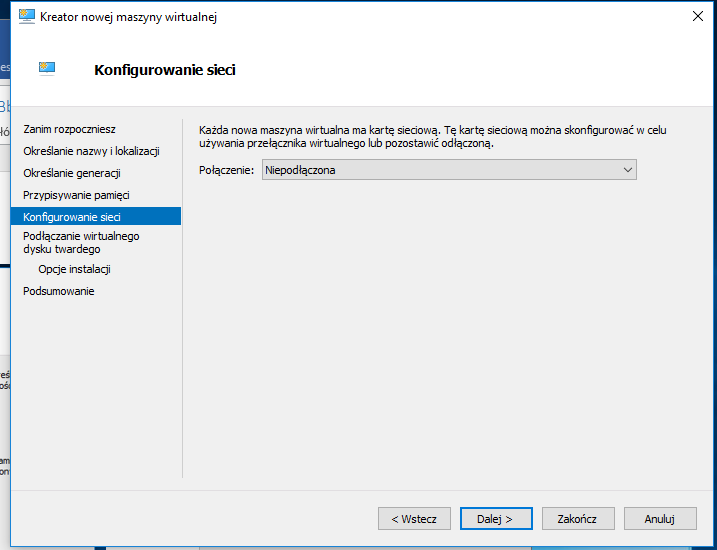 Kreator nowej maszyny wirtualnej
Konfigurowanie sieci
Zanim rozpoczniesz
Określanie nazwy i lokalizacji
Określanie generacji
Przypisywanie pamięci
Konfigurowanie sieci
Podłączanie wirtualnego
dysku twardego
Opcje instalacji
Podsumowanie
Każda nowa maszyna wirtualna ma kartę sieciową. Tę kartę sieciową można skonfigurować w celu
używania przełącznika wirtualnego lub pozostawić odłączoną.
Połączenie: Niepodłączona
< Wstecz Dalej > Zakończ Anuluj